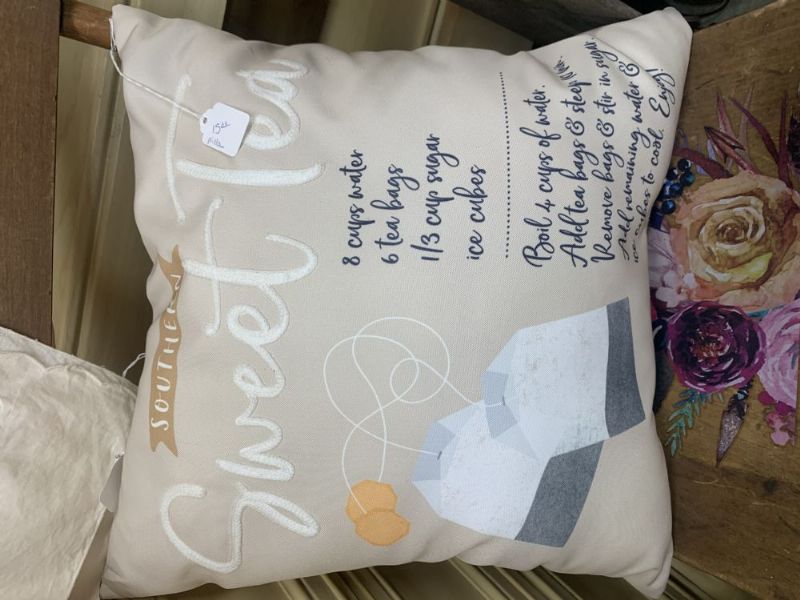 SOUTHERN
Sweet Tea
8 cups water
6 tea bags
1/3 cup sugar
ice cubes
Boil 4 cups of water.
Add tea bags & steep
Remove bags & stir in sugar.
Add remaining water &
ice cubes to cool. Enjoy!